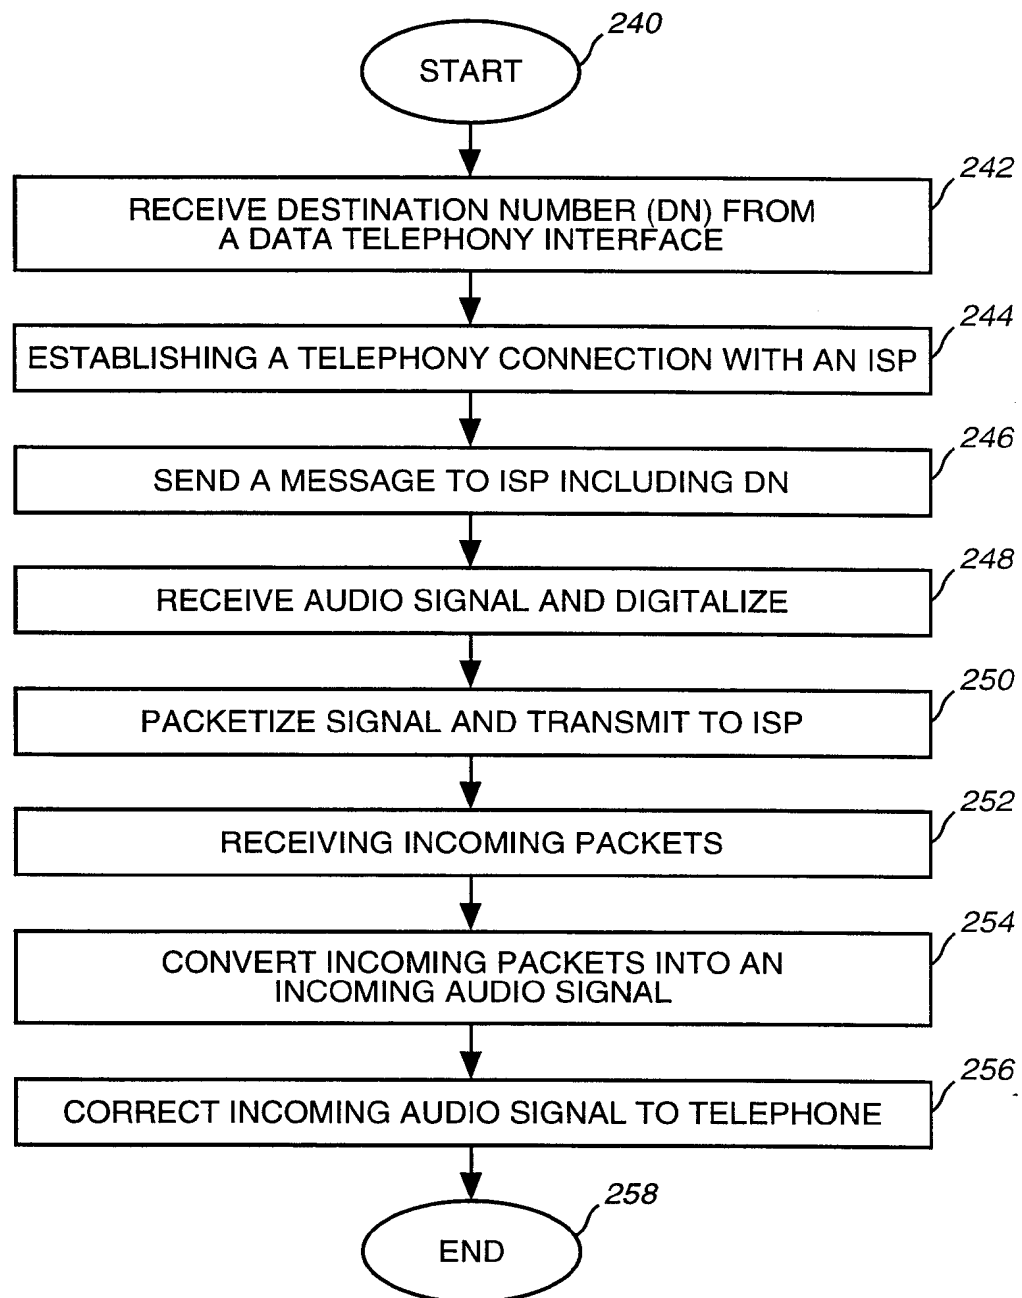 240
START
242
RECEIVE DESTINATION NUMBER (DN) FROM
A DATA TELEPHONY INTERFACE
244
ESTABLISHING A TELEPHONY CONNECTION WITH AN ISP
246
SEND A MESSAGE TO ISP INCLUDING DN
248
RECEIVE AUDIO SIGNAL AND DIGITALIZE
250
PACKETIZE SIGNAL AND TRANSMIT TO ISP
252
RECEIVING INCOMING PACKETS
254
CONVERT INCOMING PACKETS INTO AN
INCOMING AUDIO SIGNAL
256
CORRECT INCOMING AUDIO SIGNAL TO TELEPHONE
258
END